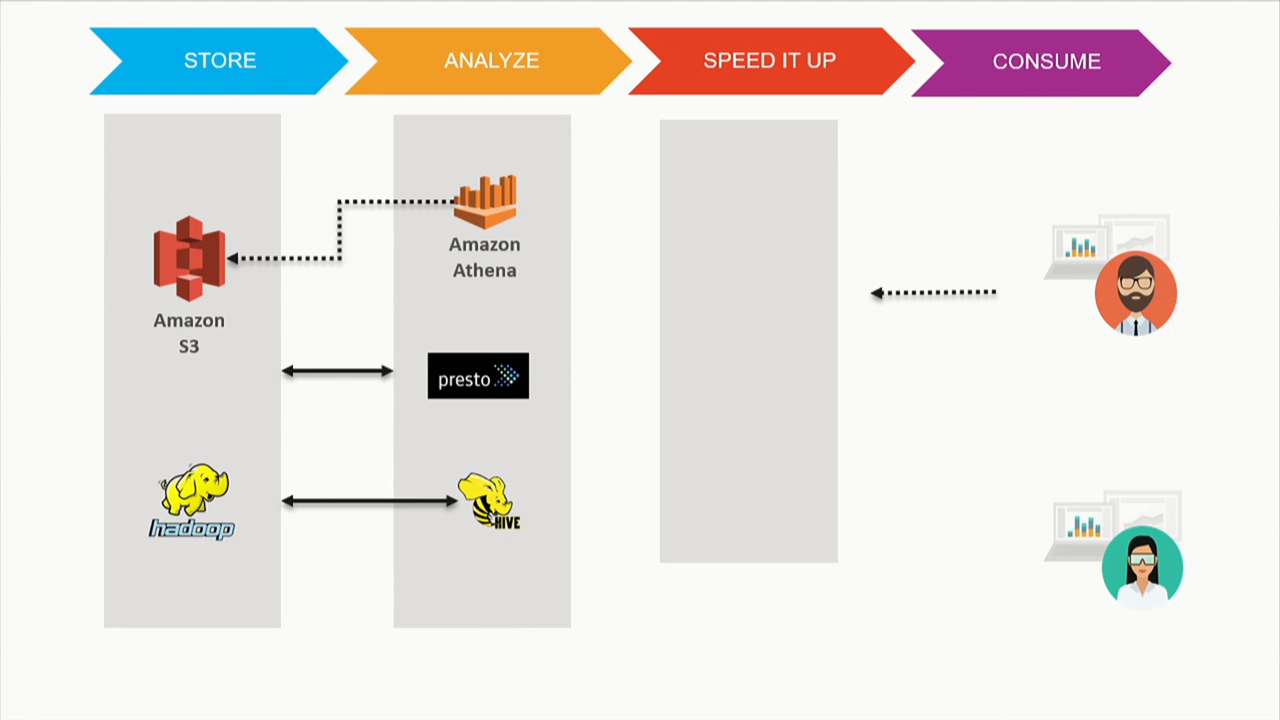 STORE
ANALYZE
SPEED IT UP
CONSUME
Amazon
S3
hadoop
Amazon
Athena
presto
HIVE